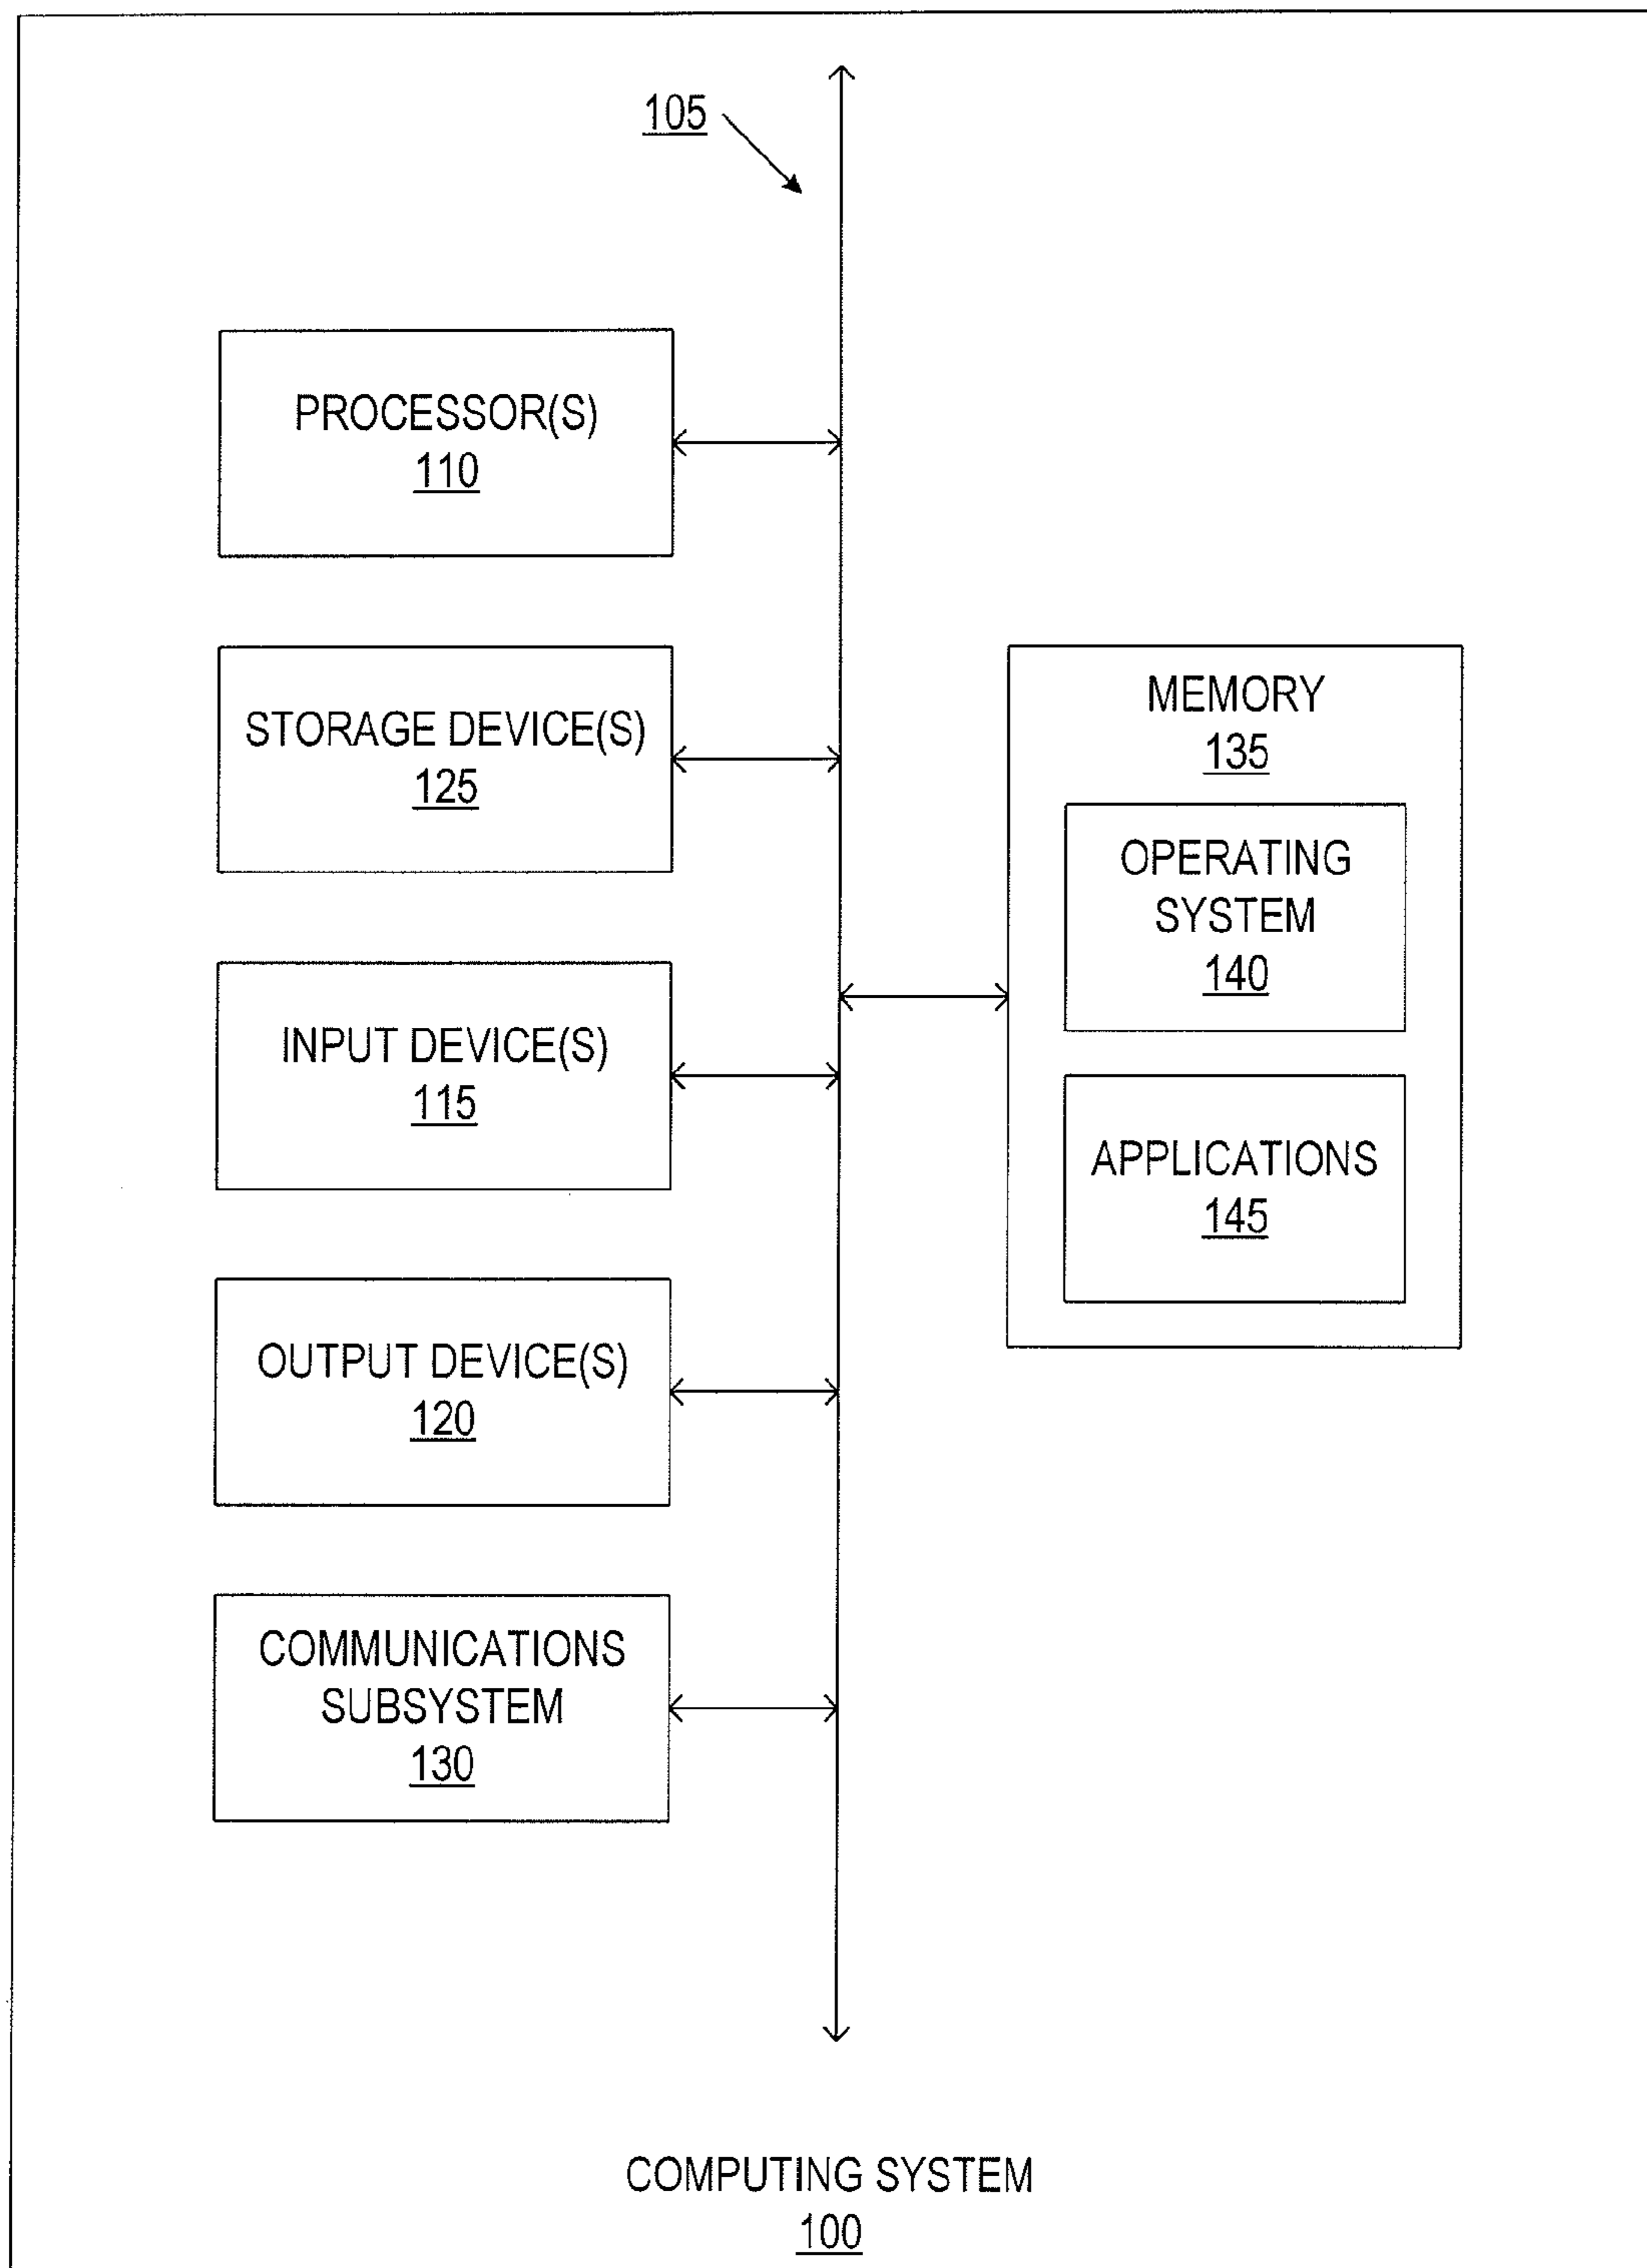 105
PROCESSOR(S)
110
STORAGE DEVICE(S)
125
INPUT DEVICE(S)
115
OUTPUT DEVICE(S)
120
COMMUNICATIONS
SUBSYSTEM
130
MEMORY
135
OPERATING
SYSTEM
140
APPLICATIONS
145
COMPUTING SYSTEM
100